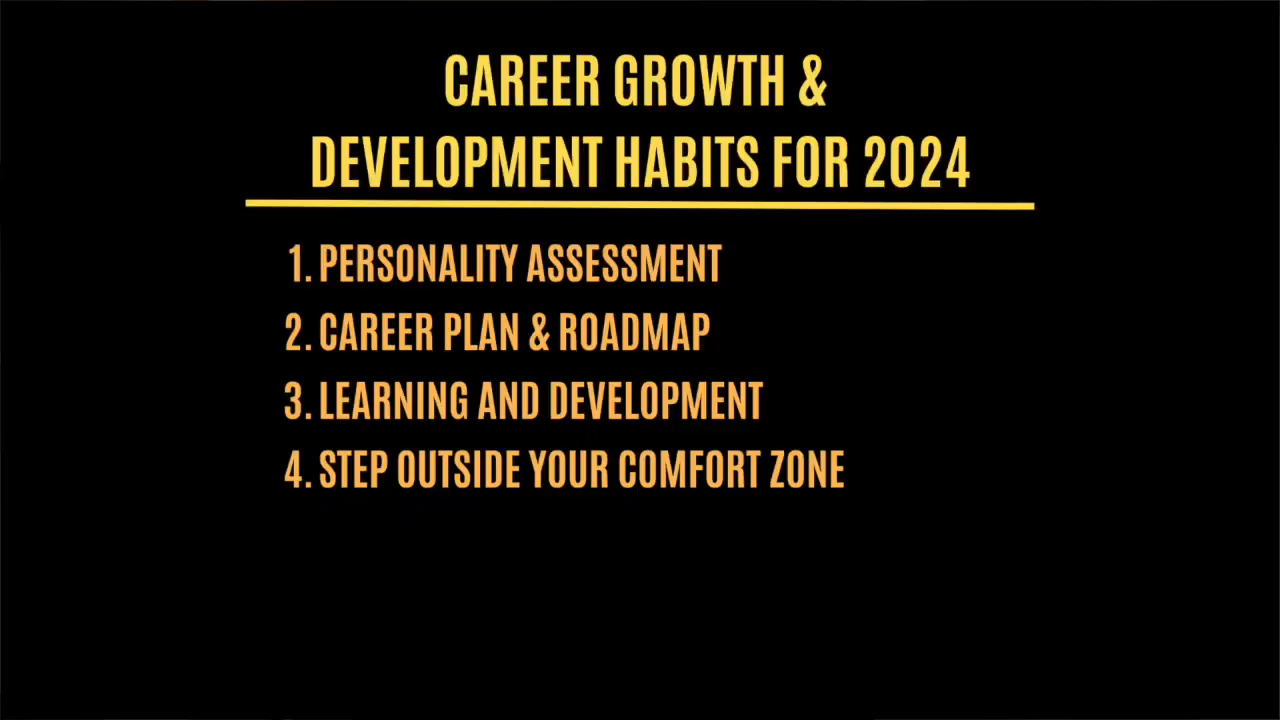 CAREER GROWTH &
DEVELOPMENT HABITS FOR 2024
1. PERSONALITY ASSESSMENT
2. CAREER PLAN & ROADMAP
3. LEARNING AND DEVELOPMENT
4. STEP OUTSIDE YOUR COMFORT ZONE